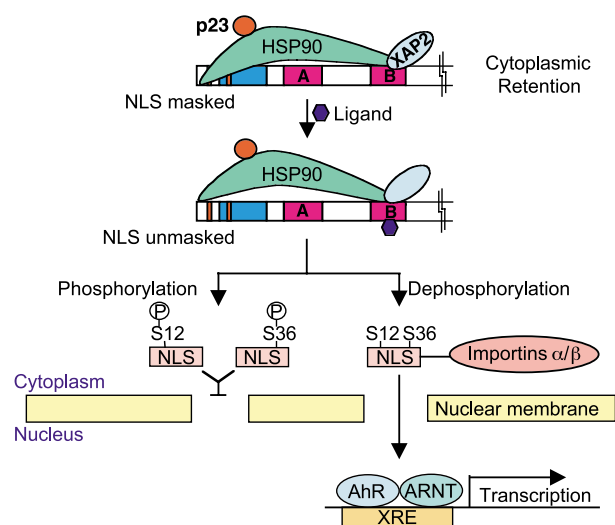 p23
HSP90
XAP2
A
B
Cytoplasmic
Retention
NLS masked
Ligand
HSP90
A
B
NLS unmasked
Phosphorylation
Dephosphorylation
P
P
S12
S36
S12 S36
NLS
NLS
NLS
Importins α/β
Cytoplasm
Nuclear membrane
Nucleus
AhR
ARNT
Transcription
XRE